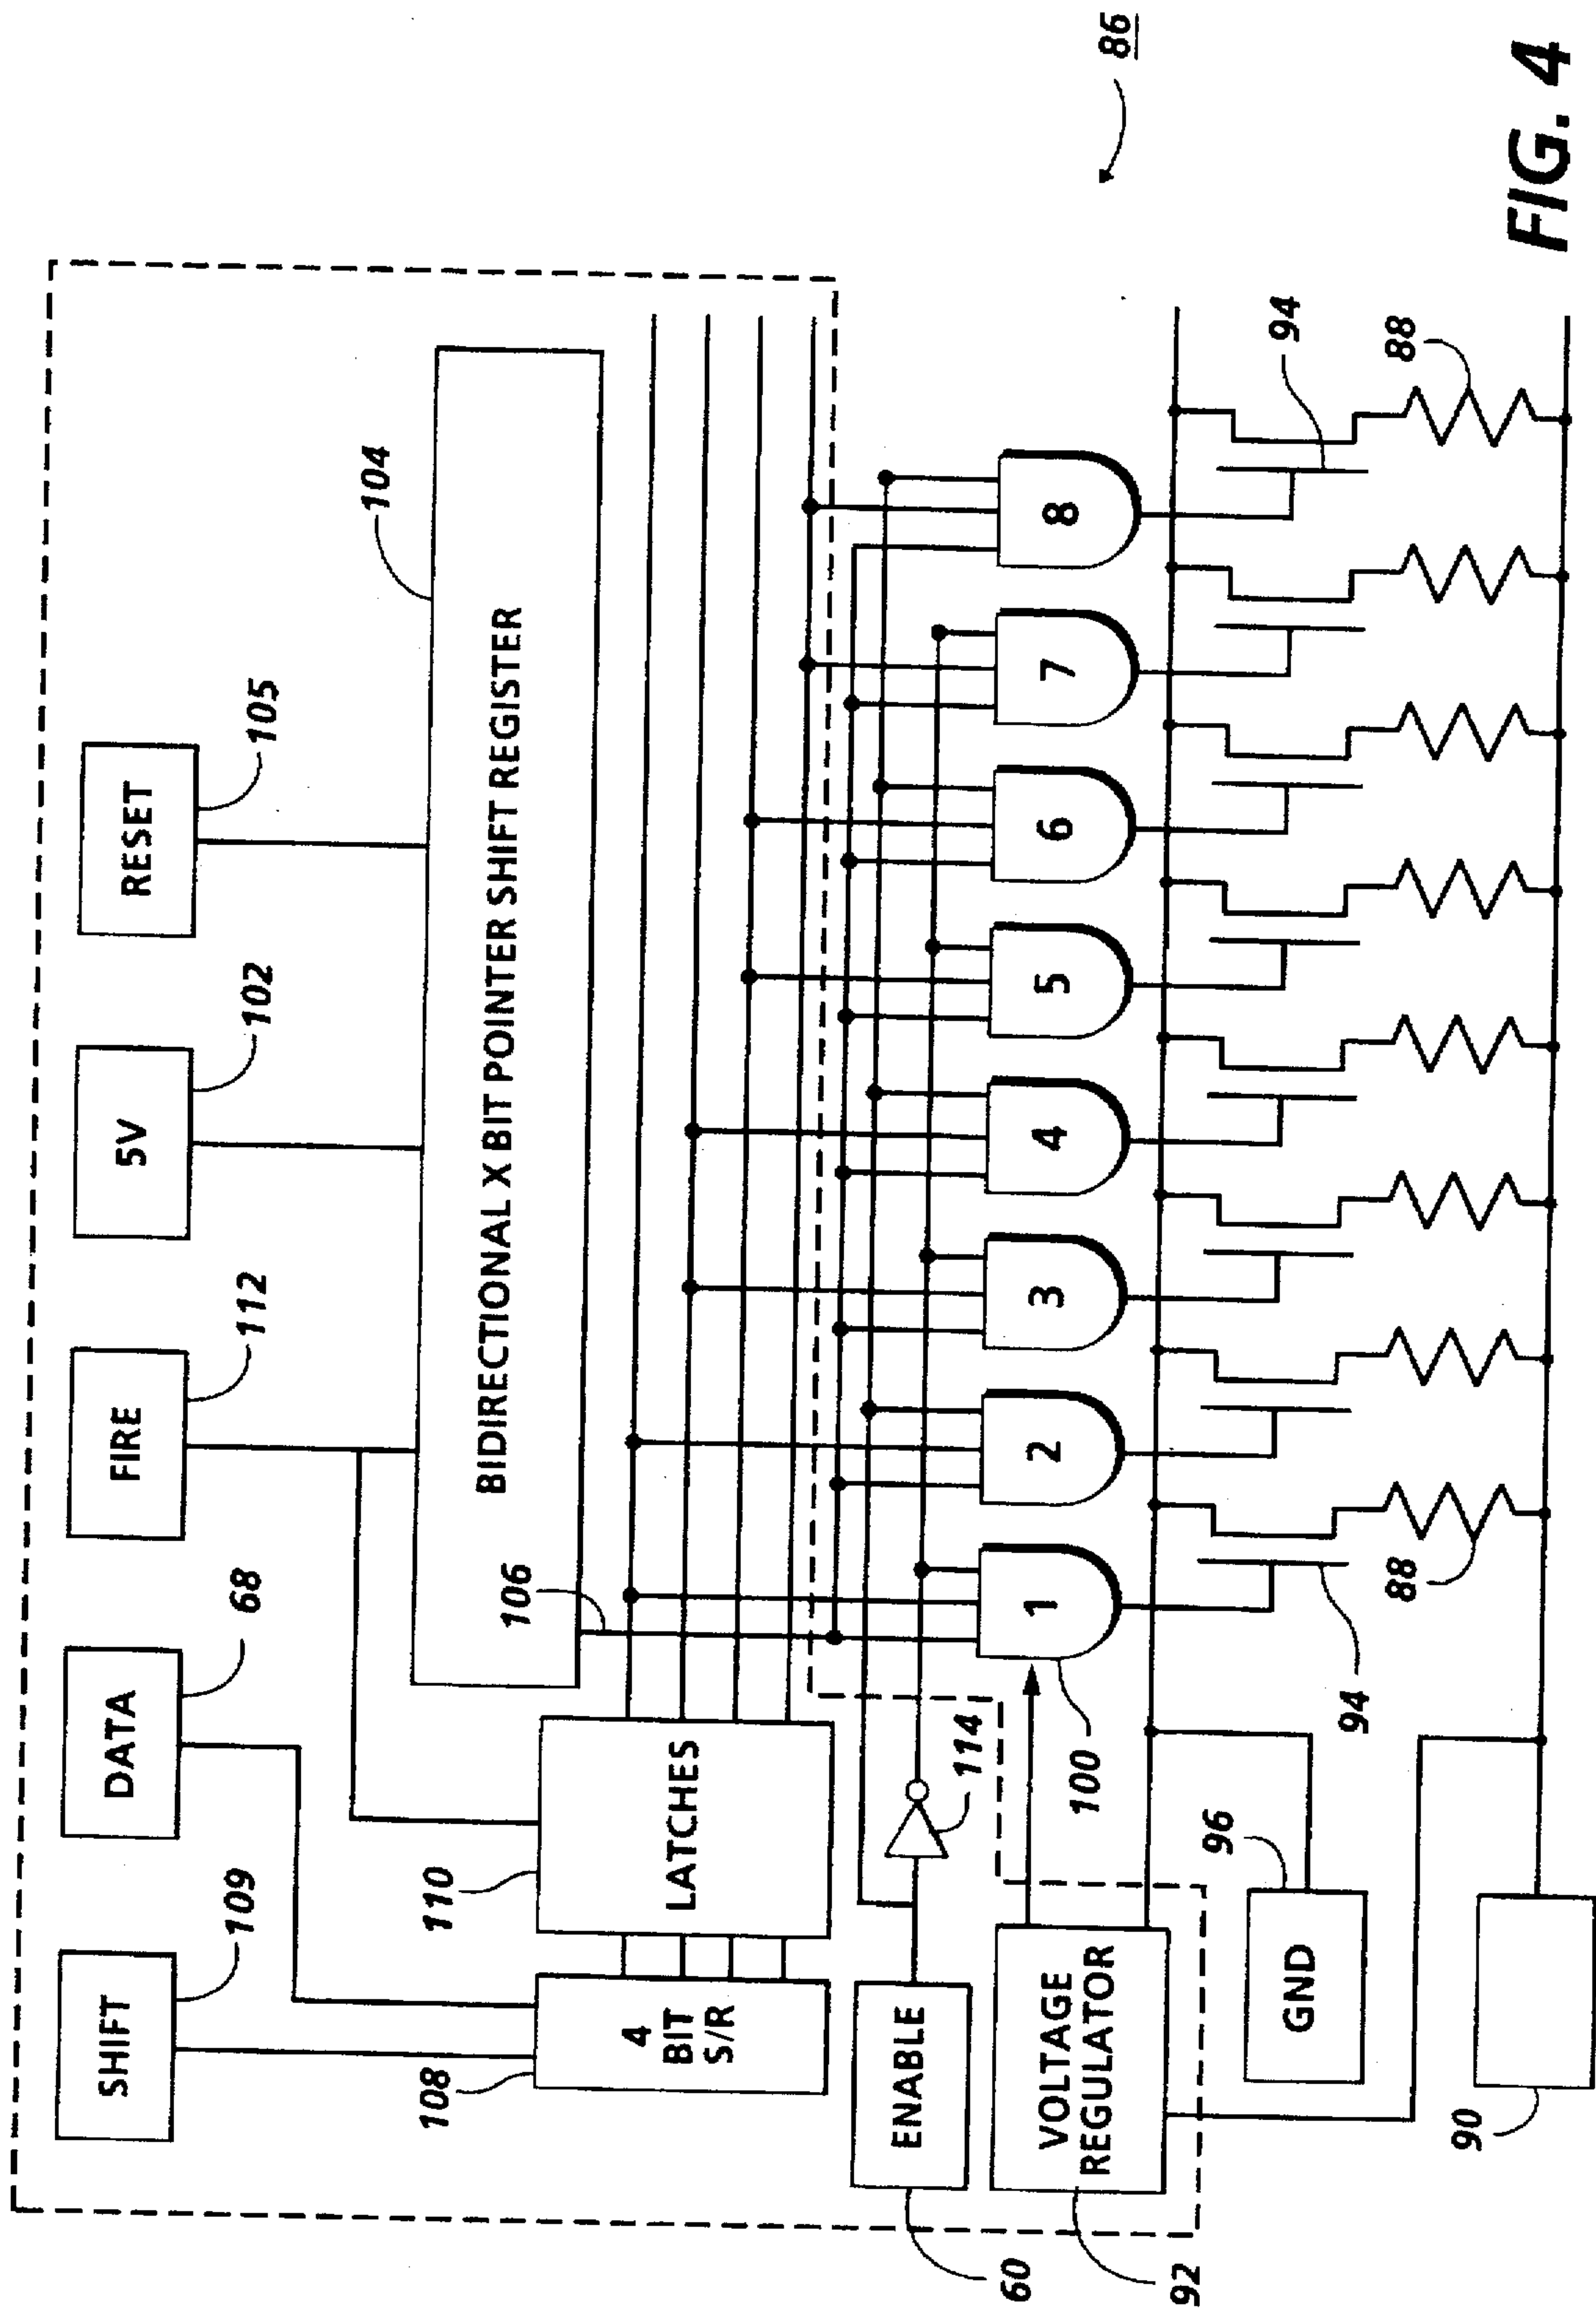 SHIFT
109
DATA
68
FIRE
112
5V
102
RESET
105
104
BIDIRECTIONAL X BIT POINTER SHIFT REGISTER
106
108
4
BIT
S/R
110
LATCHES
ENABLE
60
114
VOLTAGE
REGULATOR
92
100
1
2
3
4
5
6
7
8
86
GND
96
94
88
94
88
90
FIG. 4